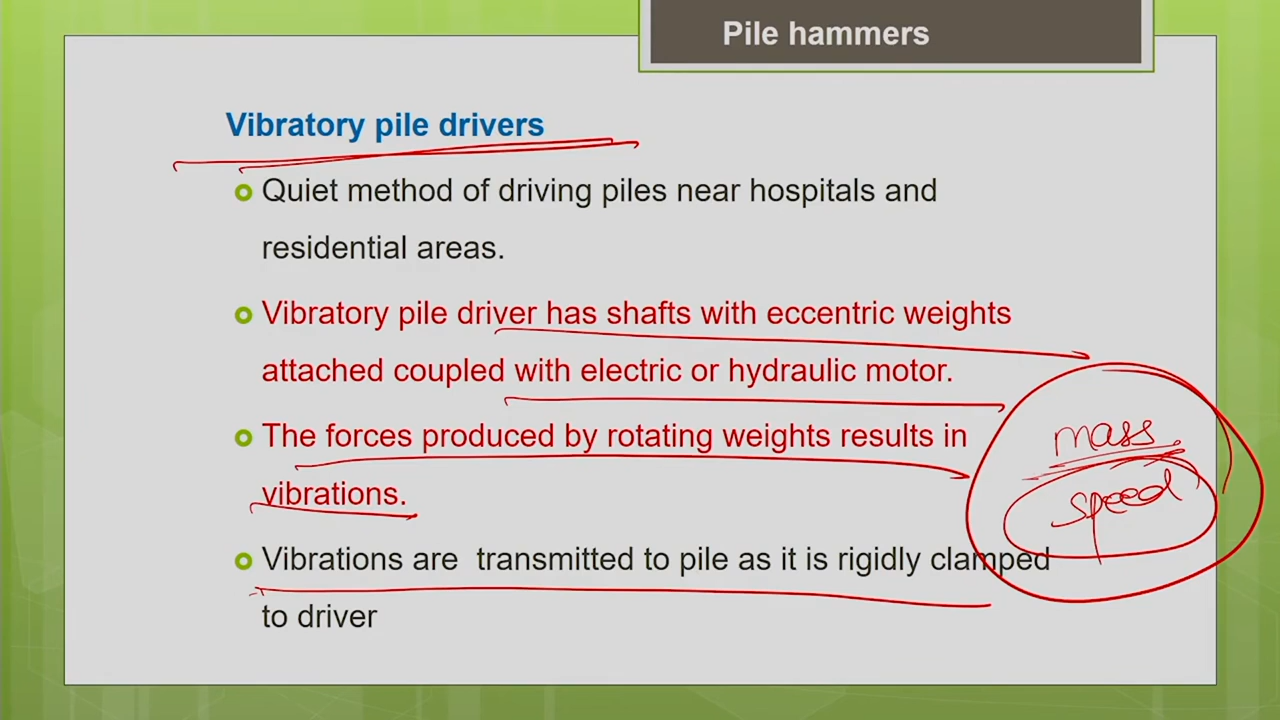 Pile hammers
Vibratory pile drivers
Quiet method of driving piles near hospitals and
residential areas.
Vibratory pile driver has shafts with eccentric weights
attached coupled with electric or hydraulic motor.
The forces produced by rotating weights results in
vibrations.
mass
speed
Vibrations are transmitted to pile as it is rigidly clamped
to driver